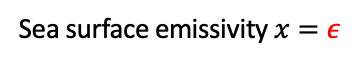 Sea surface emissivity x = ϵ